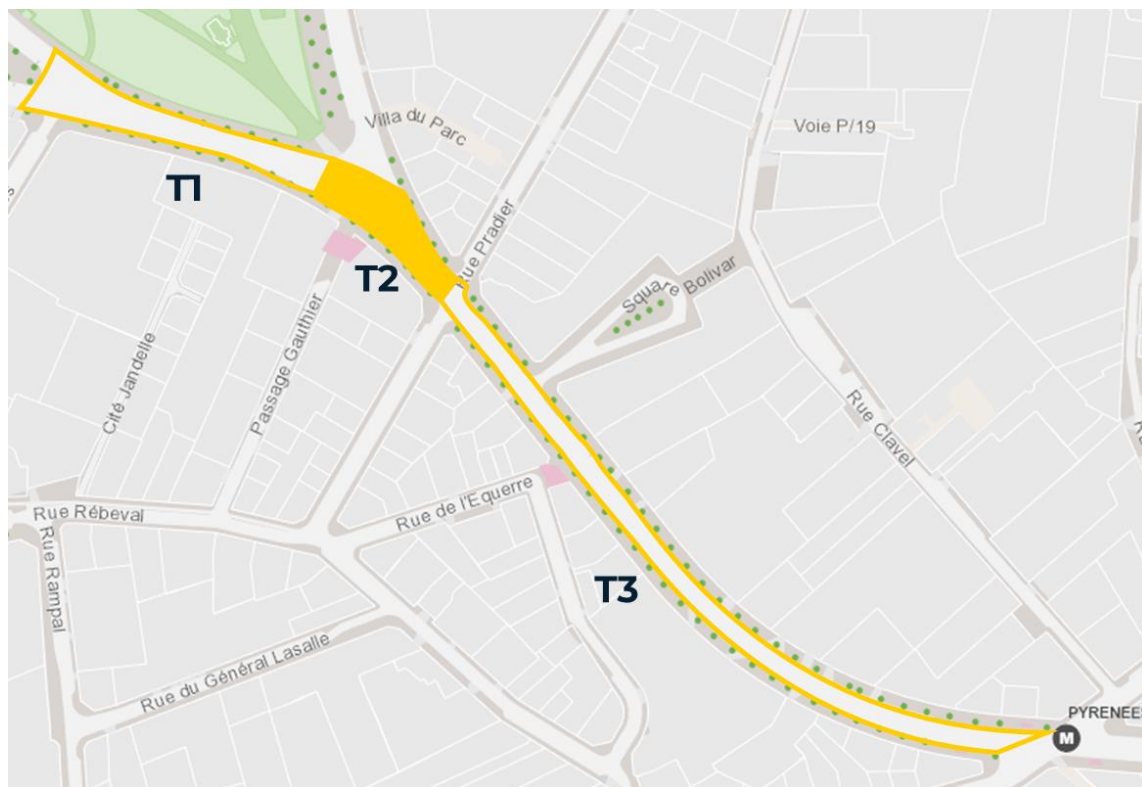 Villa du Parc
Voie P/19
T1
Rue Pradier
T2
Square Bolivar
Passage Gauthier
Cité Jandelle
Rue Clavel
Rue de l'Equerre
Rue Rébeval
Rue Rampal
T3
Rue du Général Lasalle
PYRENEES
M